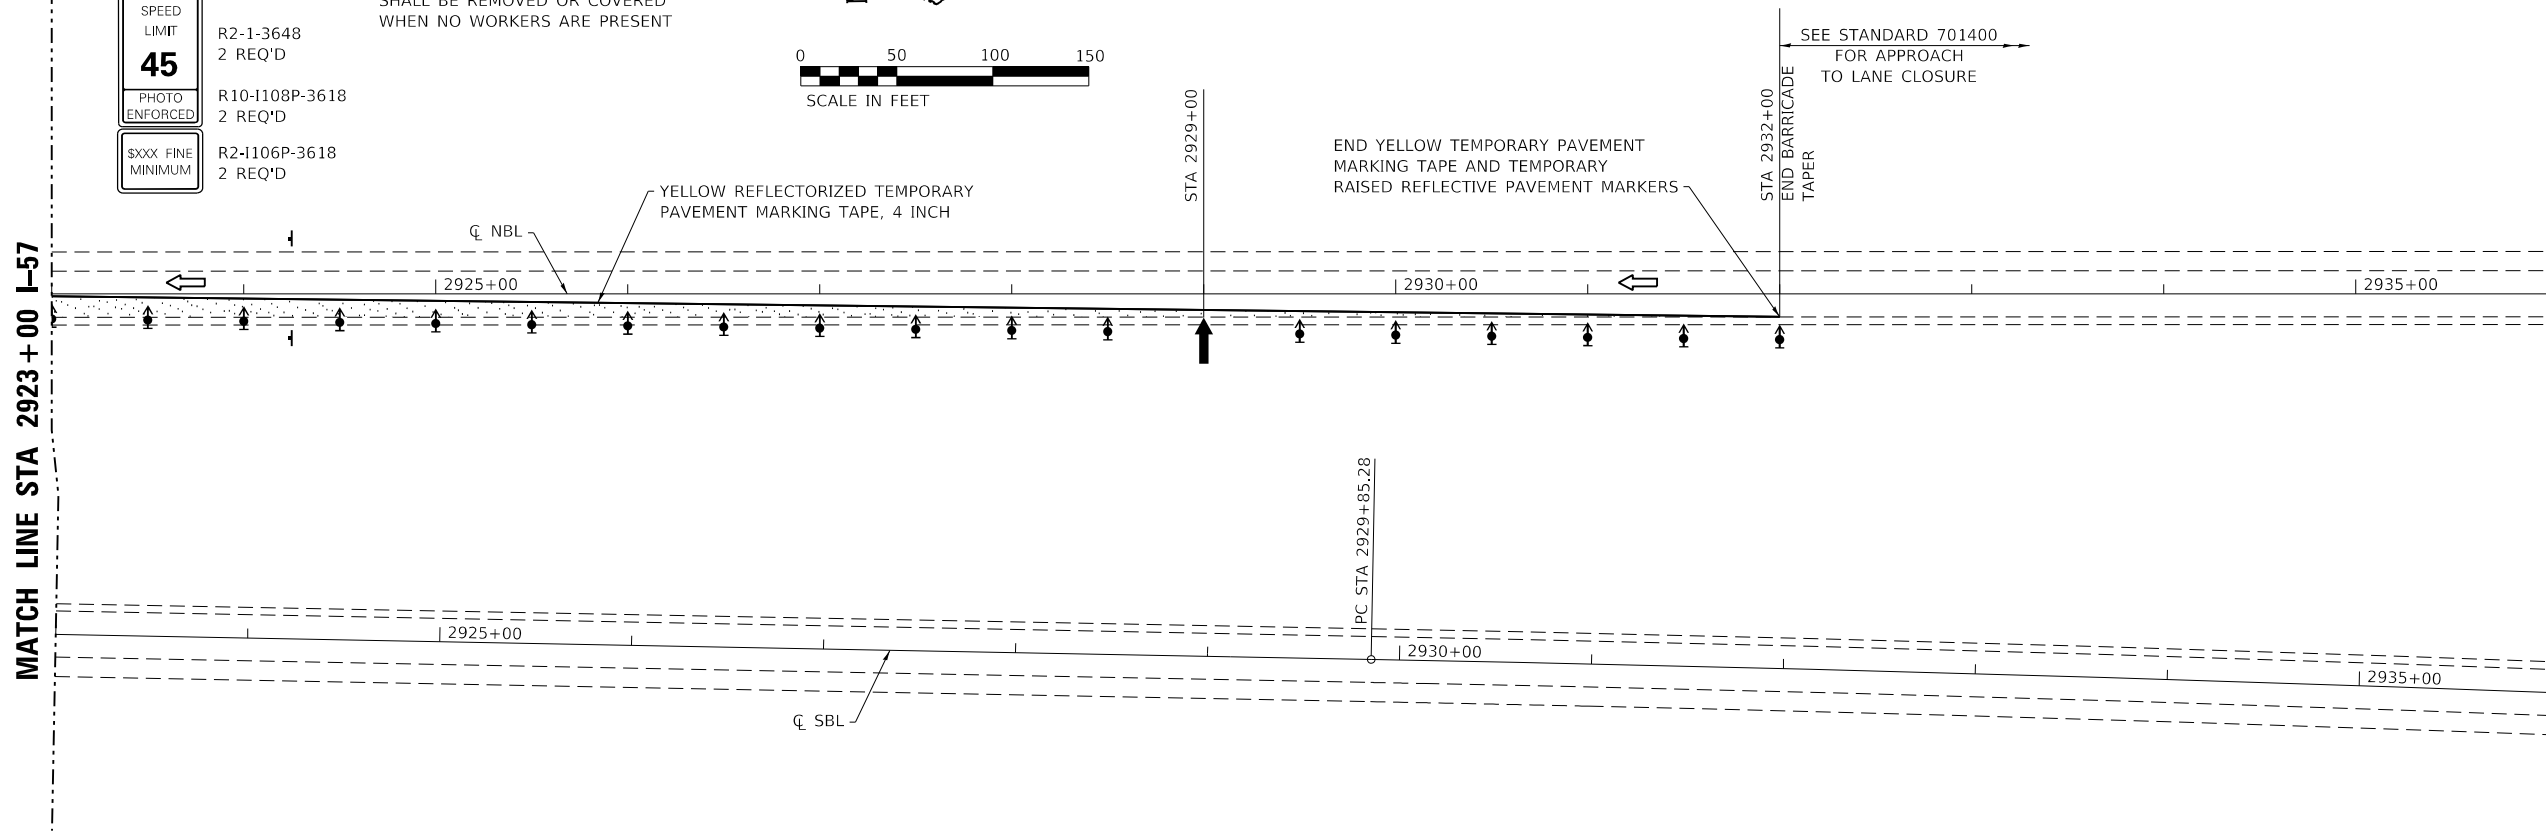 SHALL BE REMOVED OR COVERED
WHEN NO WORKERS ARE PRESENT
SPEED
LIMIT
45
PHOTO
ENFORCED
$XXX FINE
MINIMUM
R2-1-3648
2 REQ'D
R10-I108P-3618
2 REQ'D
R2-I106P-3618
2 REQ'D
0 50 100 150
SCALE IN FEET
SEE STANDARD 701400
FOR APPROACH
TO LANE CLOSURE
STA 2929+00
STA 2932+00
END BARRICADE
TAPER
END YELLOW TEMPORARY PAVEMENT
MARKING TAPE AND TEMPORARY
RAISED REFLECTIVE PAVEMENT MARKERS
YELLOW REFLECTORIZED TEMPORARY
PAVEMENT MARKING TAPE, 4 INCH
℄ NBL
2925+00
2930+00
2935+00
MATCH LINE STA 2923+00 I-57
PC STA 2929+85.28
2925+00
2930+00
2935+00
℄ SBL